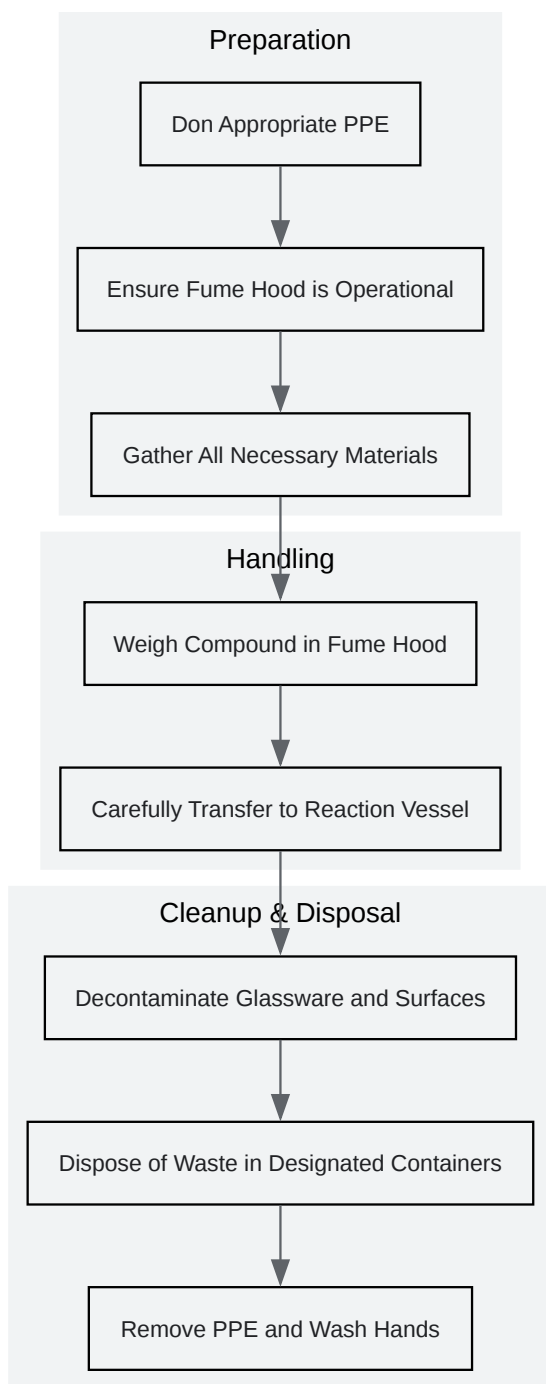 Preparation
Don Appropriate PPE
Ensure Fume Hood is Operational
Gather All Necessary Materials
Handling
Weigh Compound in Fume Hood
Carefully Transfer to Reaction Vessel
Cleanup & Disposal
Decontaminate Glassware and Surfaces
Dispose of Waste in Designated Containers
Remove PPE and Wash Hands